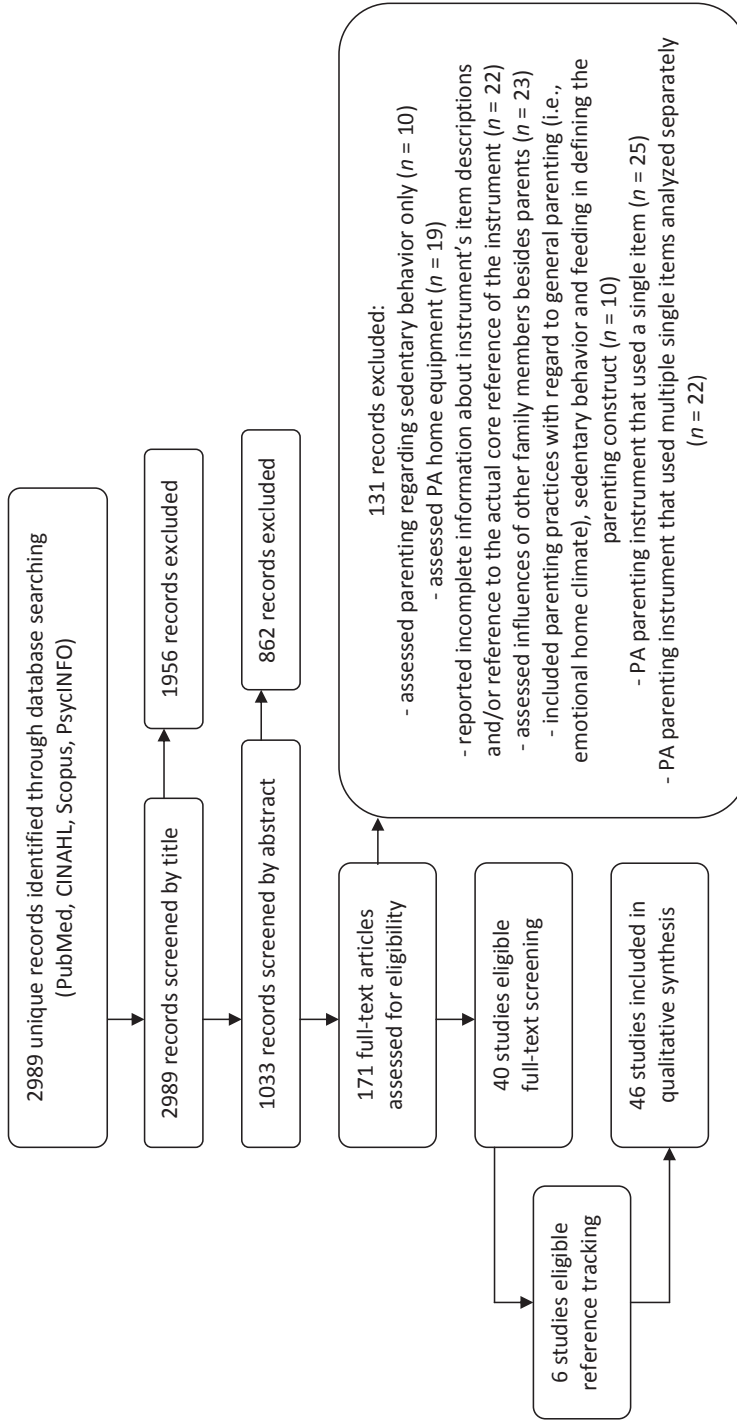 2989 unique records identified through database searching
(PubMed, CINAHL, Scopus, PsycINFO)
2989 records screened by title
1956 records excluded
1033 records screened by abstract
862 records excluded
171 full-text articles
assessed for eligibility
131 records excluded:
- assessed parenting regarding sedentary behavior only (n = 10)
- assessed PA home equipment (n = 19)
- reported incomplete information about instrument's item descriptions
and/or reference to the actual core reference of the instrument (n = 22)
- assessed influences of other family members besides parents (n = 23)
- included parenting practices with regard to general parenting (i.e.,
emotional home climate), sedentary behavior and feeding in defining the
parenting construct (n = 10)
- PA parenting instrument that used a single item (n = 25)
- PA parenting instrument that used multiple single items analyzed separately
(n = 22)
40 studies eligible
full-text screening
6 studies eligible
reference tracking
46 studies included in
qualitative synthesis